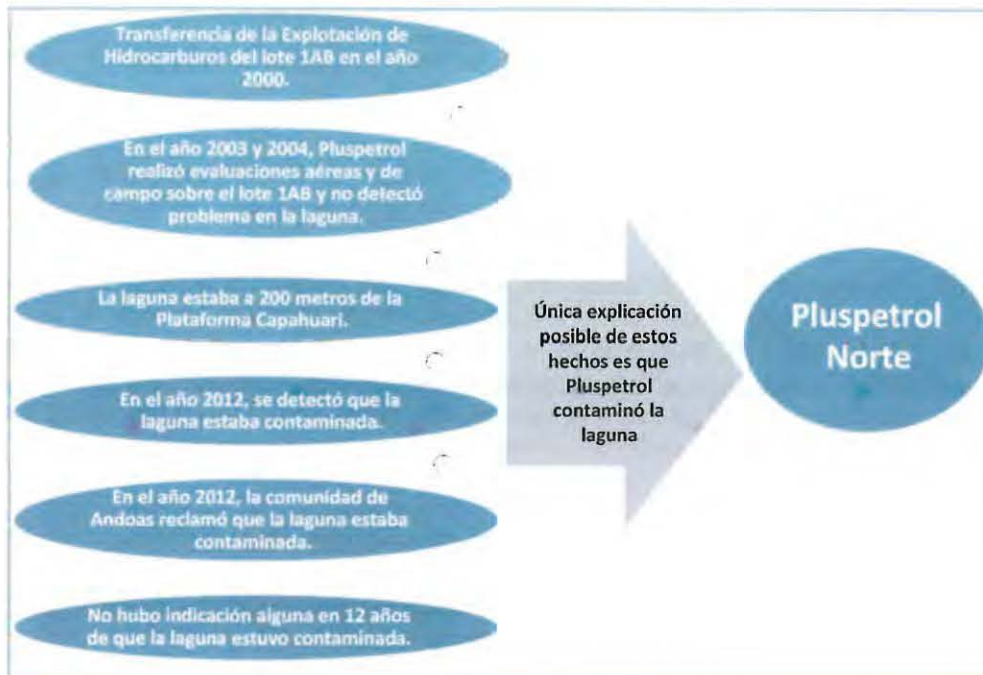 Transferencia de la Explotación de
Hidrocarburos del lote 1AB en el año
2000.
En el año 2003 y 2004, Pluspetrol
realizó evaluaciones aéreas y de
campo sobre el lote 1AB y no detectó
problema en la laguna.
La laguna estaba a 200 metros de la
Plataforma Capahuari.
En el año 2012, se detectó que la
laguna estaba contaminada.
En el año 2012, la comunidad de
Andoas reclamó que la laguna estaba
contaminada.
No hubo indicación alguna en 12 años
de que la laguna estuvo contaminada.
Única explicación
posible de estos
hechos es que
Pluspetrol
contaminó la
laguna
Pluspetrol
Norte